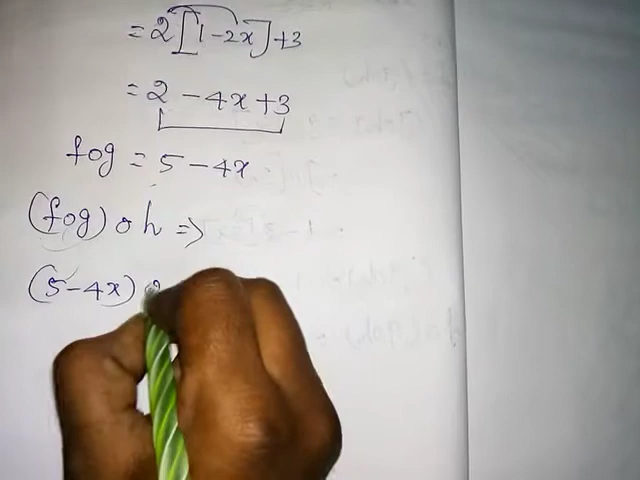 = 2[1-2x]+3
= 2 - 4x + 3
fog = 5 - 4x
(fog) o h =>
(5-4x)